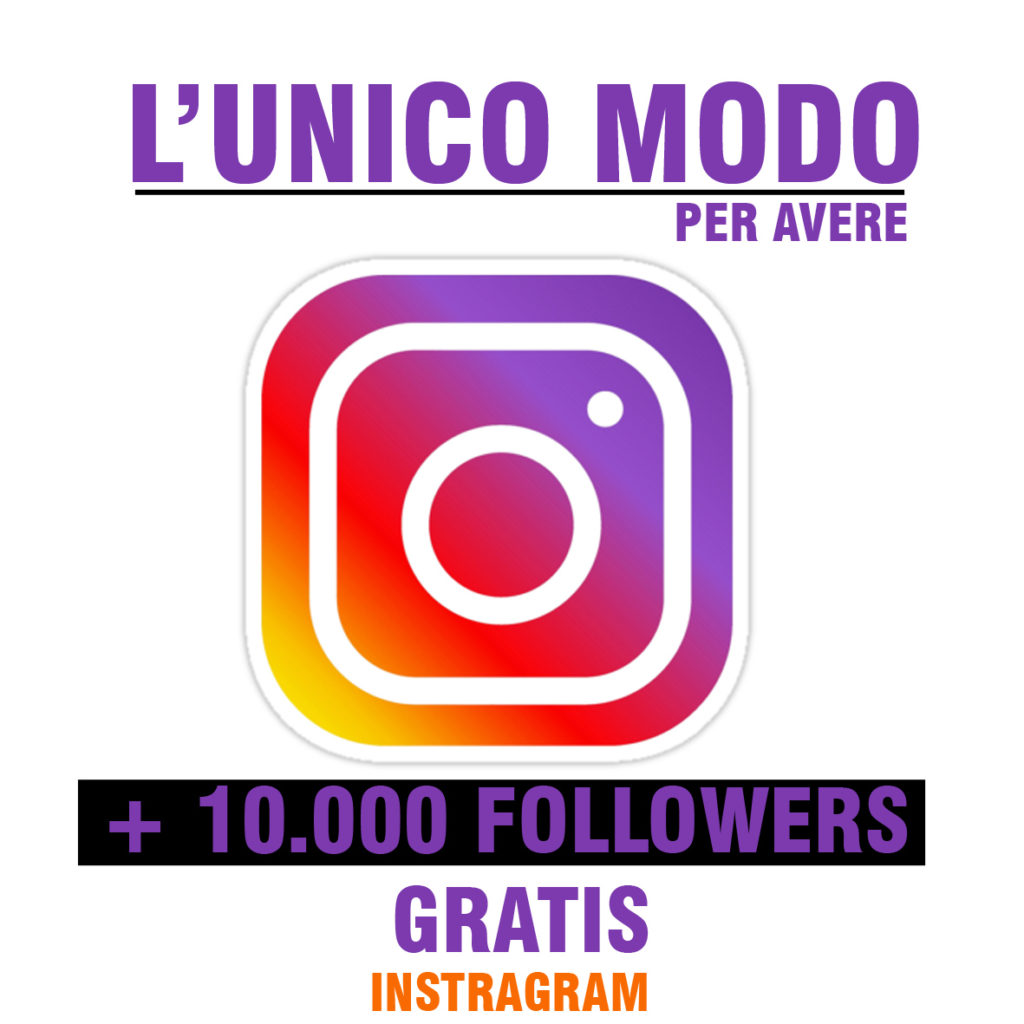 L’UNICO MODO
PER AVERE
+ 10.000 FOLLOWERS
GRATIS
INSTRAGRAM